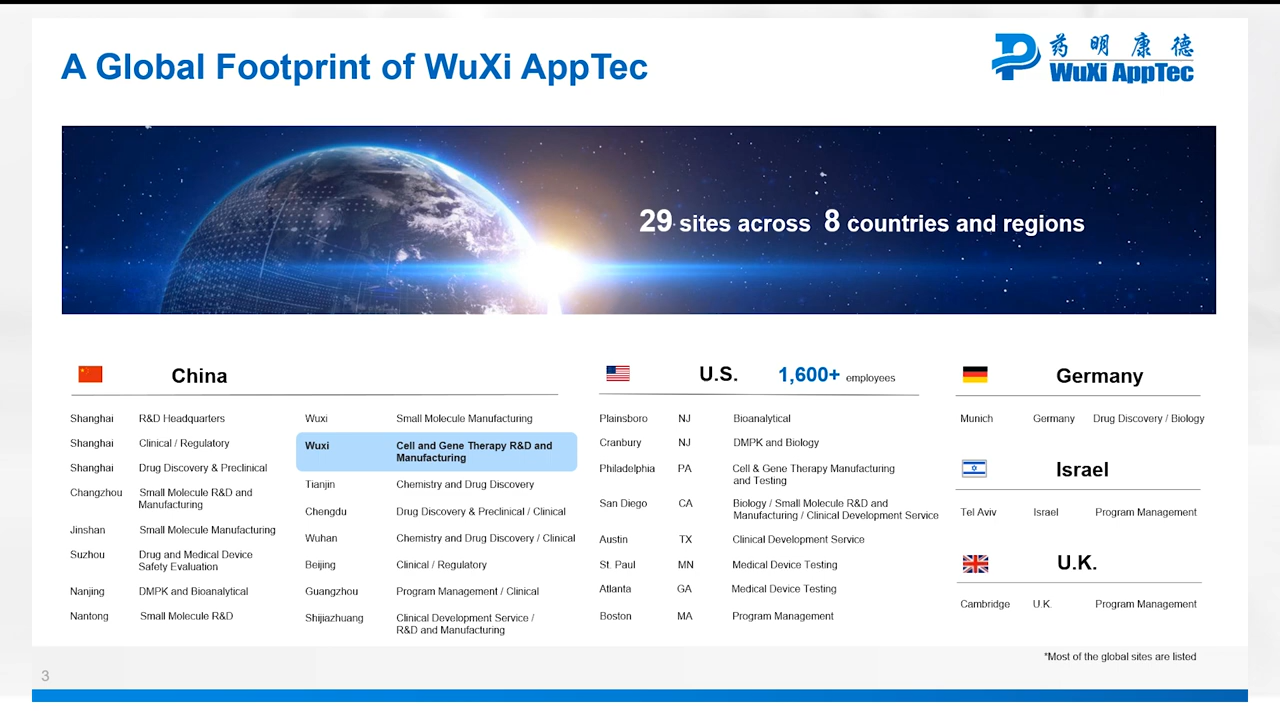 A Global Footprint of WuXi AppTec
药明康德
WuXi AppTec
29 sites across 8 countries and regions
China
Shanghai R&D Headquarters
Shanghai Clinical / Regulatory
Shanghai Drug Discovery & Preclinical
Changzhou Small Molecule R&D and
Manufacturing
Jinshan Small Molecule Manufacturing
Suzhou Drug and Medical Device
Safety Evaluation
Nanjing DMPK and Bioanalytical
Nantong Small Molecule R&D
Wuxi Small Molecule Manufacturing
Wuxi Cell and Gene Therapy R&D and
Manufacturing
Tianjin Chemistry and Drug Discovery
Chengdu Drug Discovery & Preclinical / Clinical
Wuhan Chemistry and Drug Discovery / Clinical
Beijing Clinical / Regulatory
Guangzhou Program Management / Clinical
Shijiazhuang Clinical Development Service /
R&D and Manufacturing
U.S. 1,600+ employees
Plainsboro NJ Bioanalytical
Cranbury NJ DMPK and Biology
Philadelphia PA Cell & Gene Therapy Manufacturing
and Testing
San Diego CA Biology / Small Molecule R&D and
Manufacturing / Clinical Development Service
Austin TX Clinical Development Service
St. Paul MN Medical Device Testing
Atlanta GA Medical Device Testing
Boston MA Program Management
Germany
Munich Germany Drug Discovery / Biology
Israel
Tel Aviv Israel Program Management
U.K.
Cambridge U.K. Program Management
*Most of the global sites are listed
3